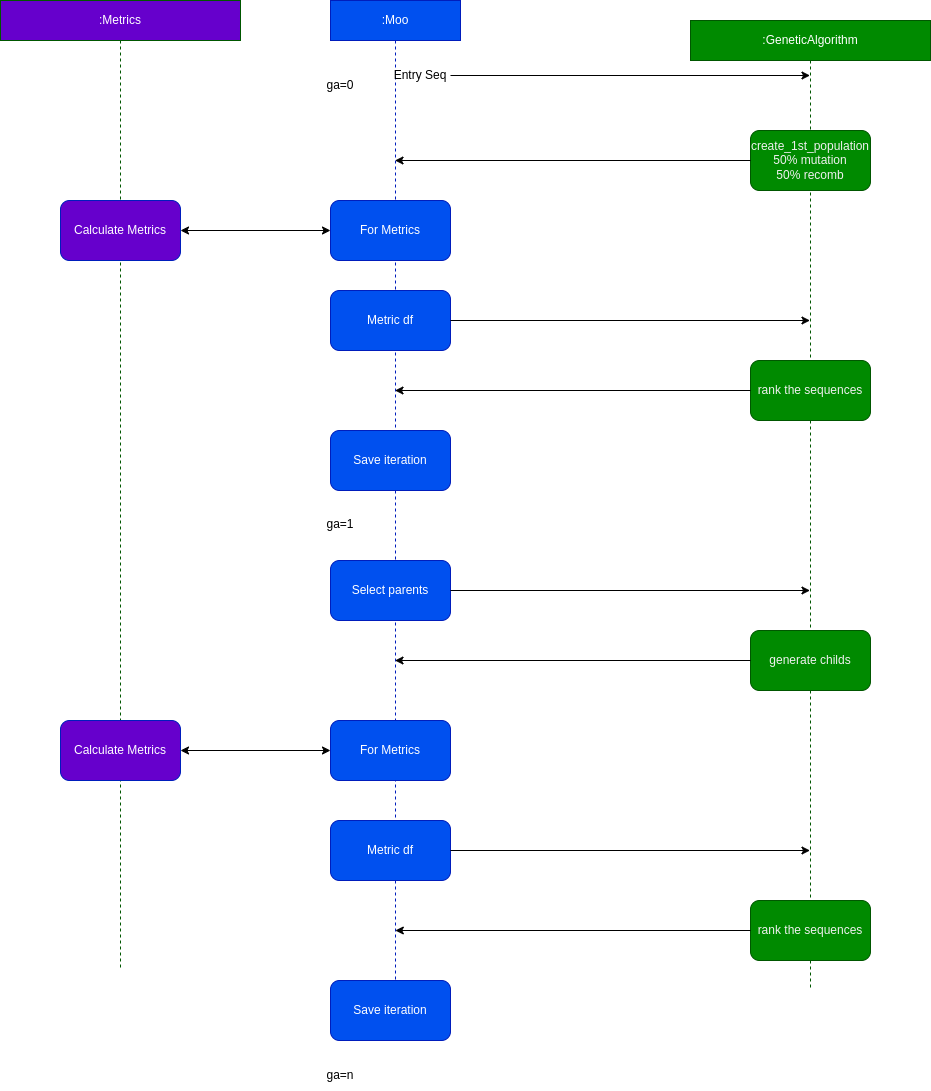 :Metrics
:Moo
:GeneticAlgorithm
Entry Seq
ga=0
create_1st_population
50% mutation
50% recomb
Calculate Metrics
For Metrics
Metric df
rank the sequences
Save iteration
ga=1
Select parents
generate childs
Calculate Metrics
For Metrics
Metric df
rank the sequences
Save iteration
ga=n